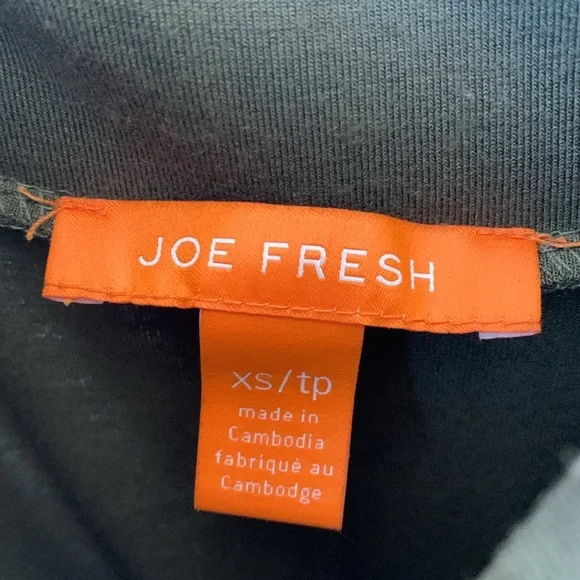 JOE FRESH
xs/tp
made in
Cambodia
fabriqué au
Cambodge